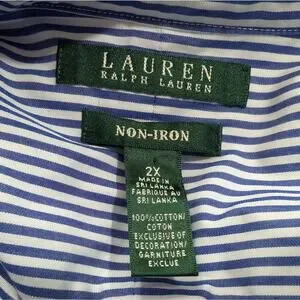 LAUREN
RALPH LAUREN
NON-IRON
2X
MADE IN
SRI LANKA
FABRIQUE AU
SRI LANKA
100%COTTON/
COTON
EXCLUSIVE OF
DECORATION/
GARNITURE
EXCLUE